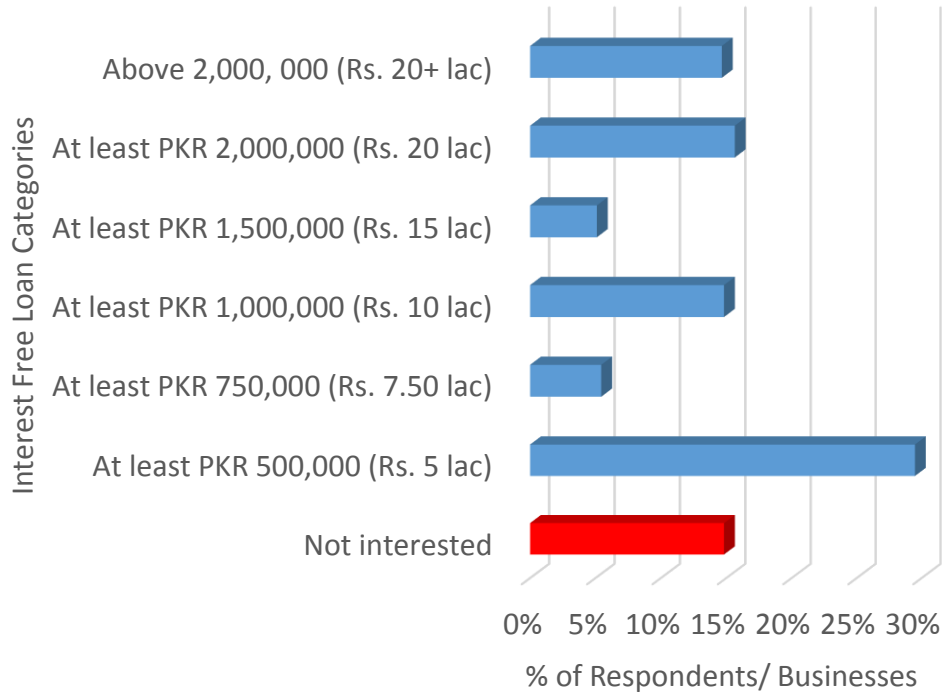 Interest Free Loan Categories
Above 2,000, 000 (Rs. 20+ lac)
At least PKR 2,000,000 (Rs. 20 lac)
At least PKR 1,500,000 (Rs. 15 lac)
At least PKR 1,000,000 (Rs. 10 lac)
At least PKR 750,000 (Rs. 7.50 lac)
At least PKR 500,000 (Rs. 5 lac)
Not interested
0% 5% 10% 15% 20% 25% 30%
% of Respondents/ Businesses